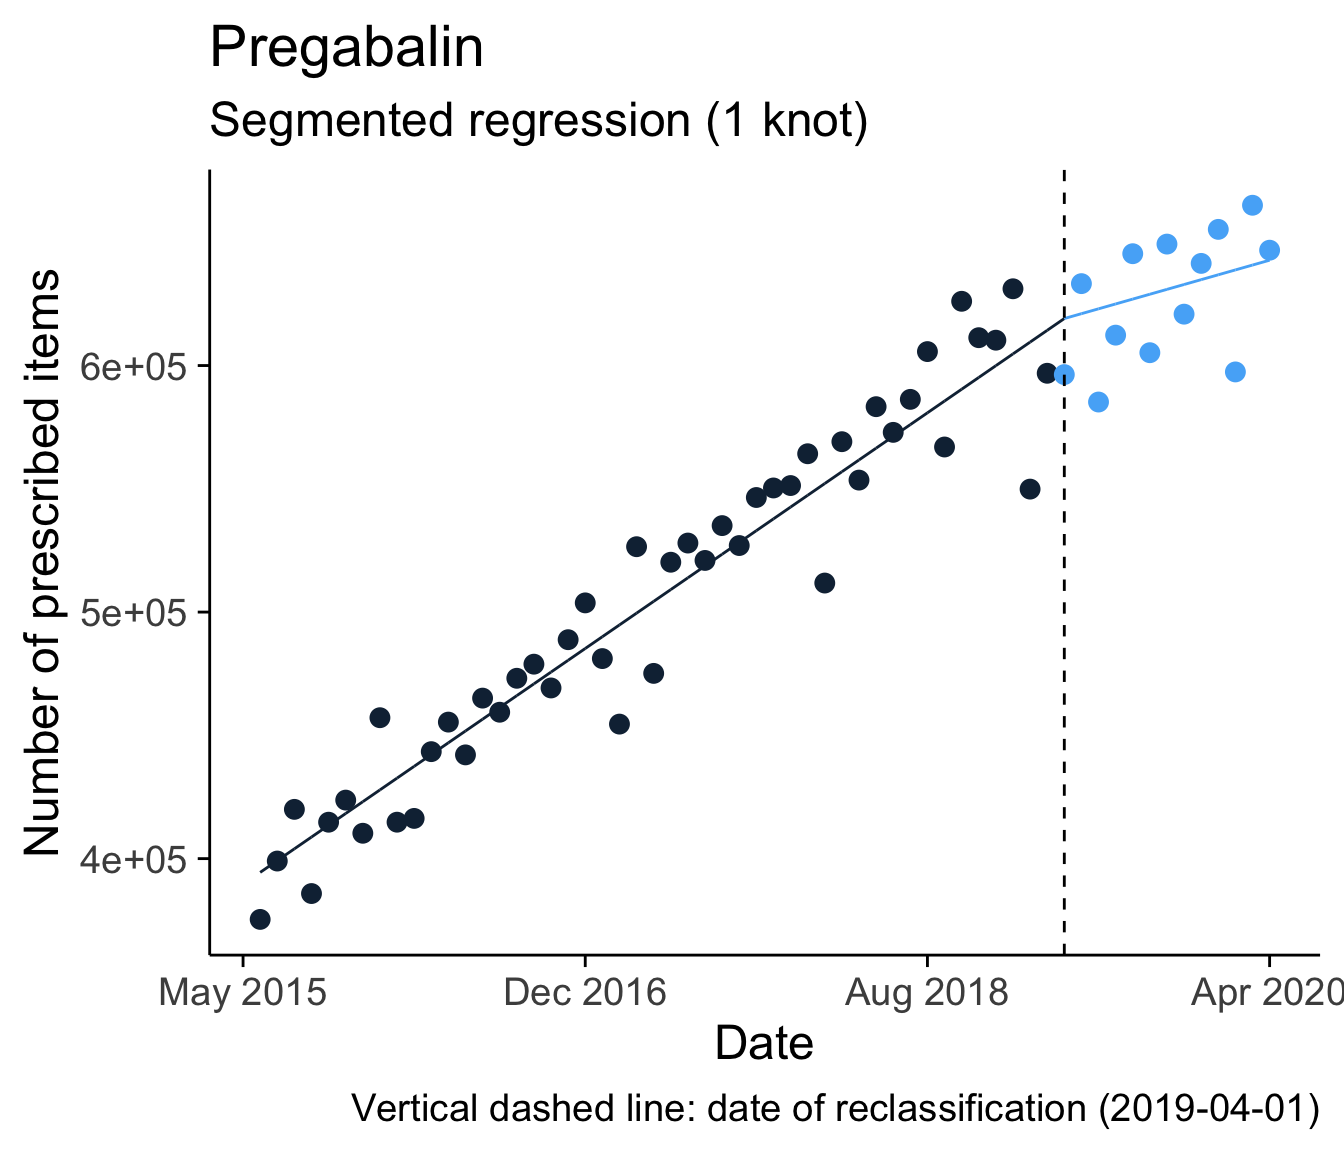 Pregabalin
Segmented regression (1 knot)
Number of prescribed items
6e+05
5e+05
4e+05
May 2015
Dec 2016
Aug 2018
Apr 2020
Date
Vertical dashed line: date of reclassification (2019-04-01)